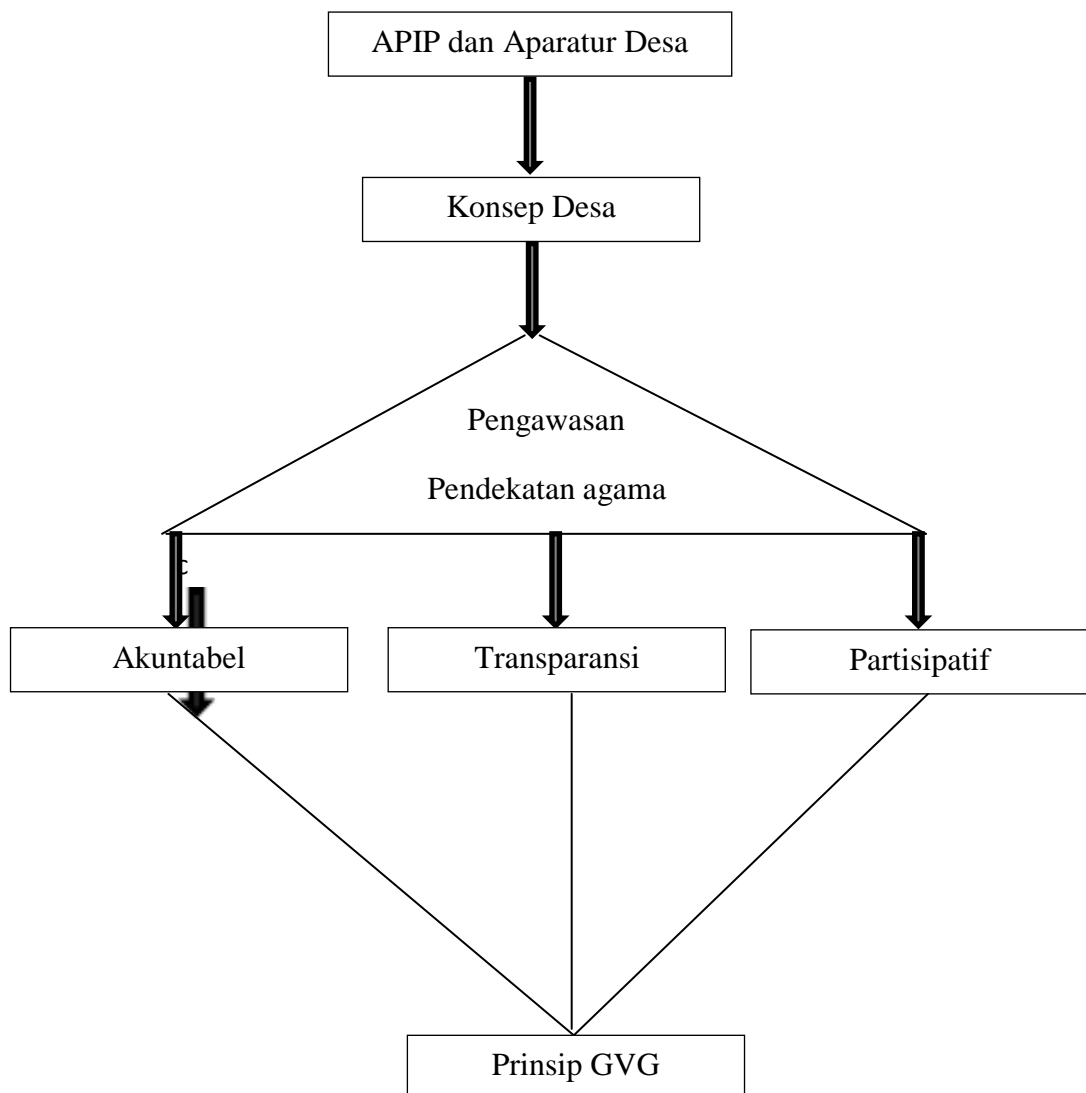 APIP dan Aparatur Desa
Konsep Desa
Pengawasan
Pendekatan agama
c
Akuntabel
Transparansi
Partisipatif
Prinsip GVG